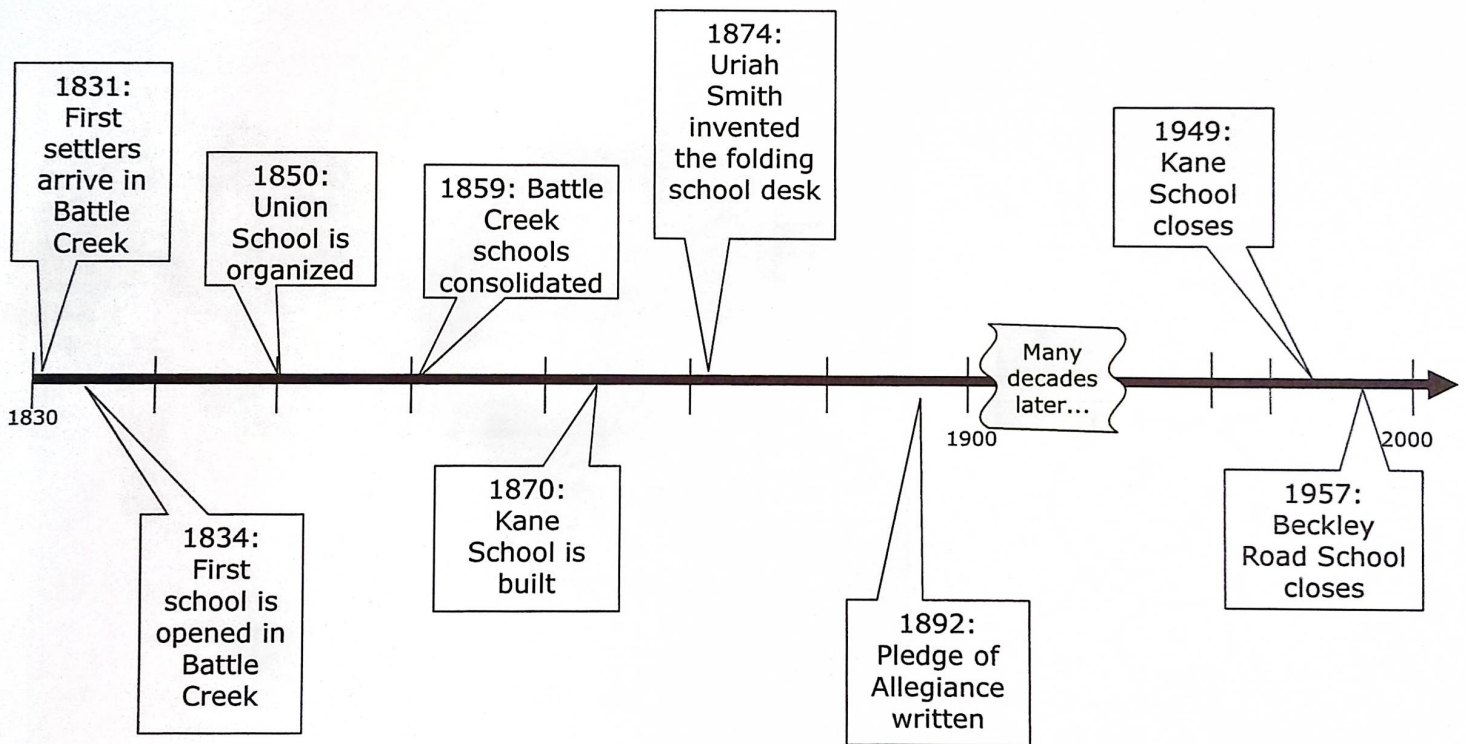 1831:
First
settlers
arrive in
Battle
Creek
1850:
Union
School is
organized
1859: Battle
Creek
schools
consolidated
1874:
Uriah
Smith
invented
the folding
school desk
1949:
Kane
School
closes
Many
decades
later...
1830
1900
2000
1834:
First
school is
opened in
Battle
Creek
1870:
Kane
School is
built
1892:
Pledge of
Allegiance
written
1957:
Beckley
Road School
closes